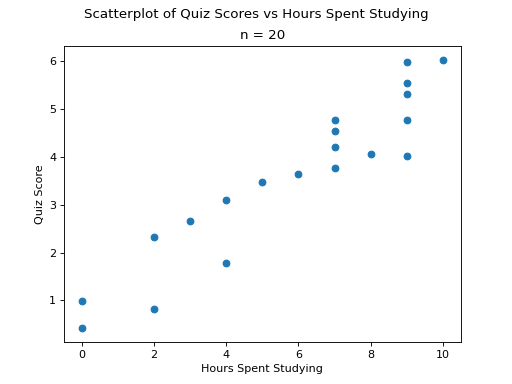 Scatterplot of Quiz Scores vs Hours Spent Studying
n = 20
6
5
4
3
2
1
Quiz Score
0 2 4 6 8 10
Hours Spent Studying